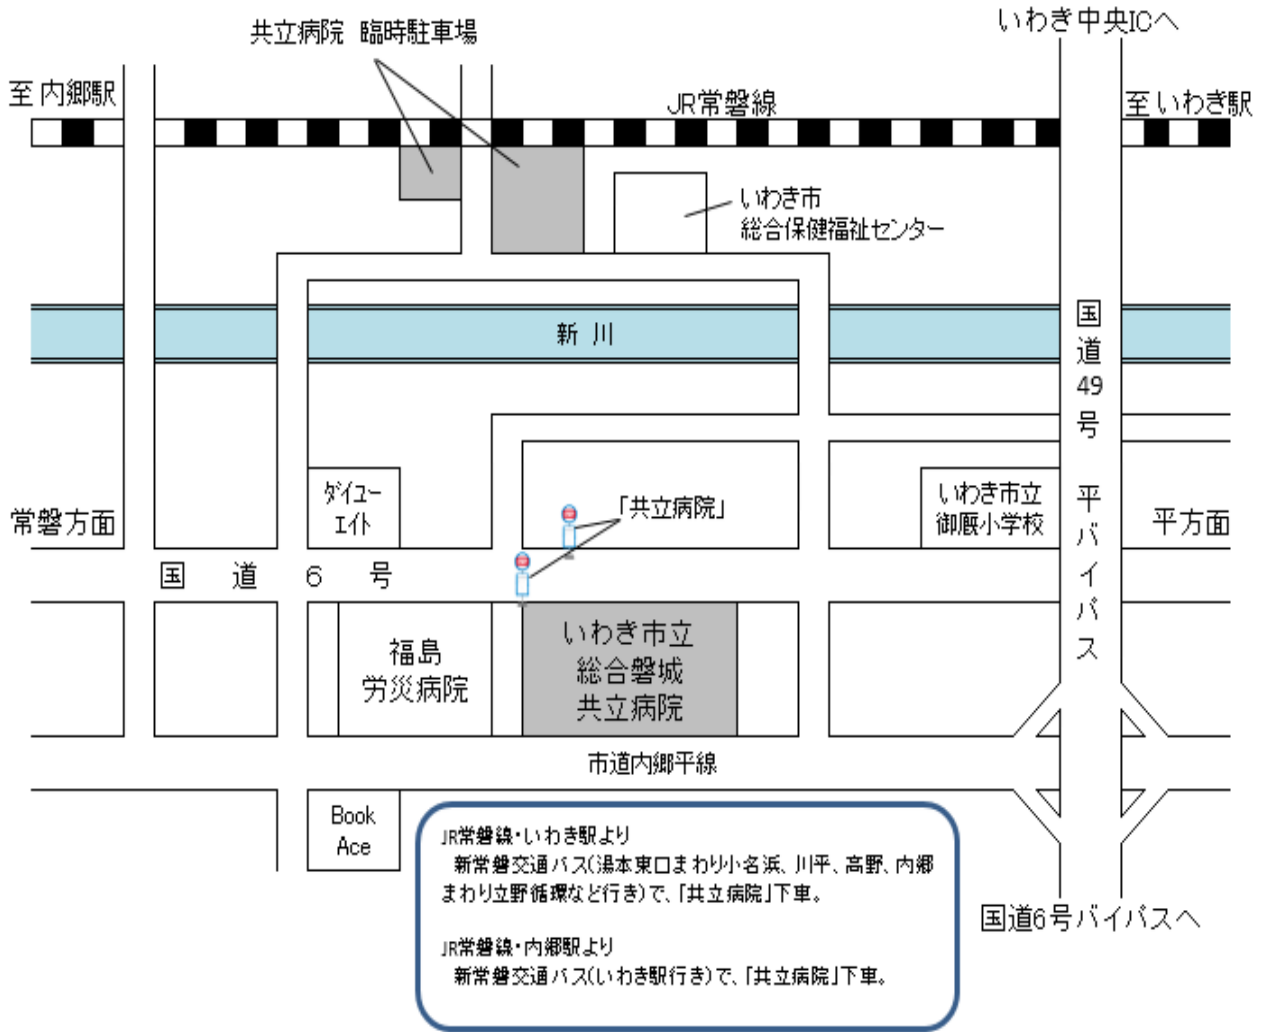 いわき中央ICへ
共立病院 臨時駐車場
至 内郷駅
JR常磐線
至 いわき駅
いわき市
総合保健福祉センター
新 川
国道49号 平バイパス
ダイユー
エイト
「共立病院」
いわき市立
御厩小学校
常磐方面
平方面
国 道 6 号
福島
労災病院
いわき市立
総合磐城
共立病院
市道内郷平線
Book
Ace
JR常磐線・いわき駅より
新常磐交通バス(湯本東口まわり小名浜、川平、高野、内郷
まわり立野循環など行き)で、「共立病院」下車。
JR常磐線・内郷駅より
新常磐交通バス(いわき駅行き)で、「共立病院」下車。
国道6号バイパスへ